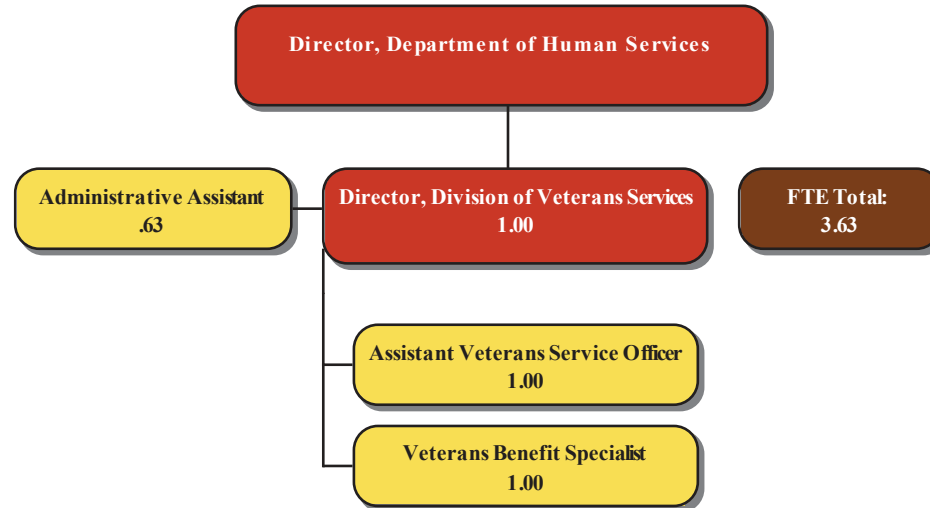 Director, Department of Human Services
Administrative Assistant
.63
Director, Division of Veterans Services
1.00
FTE Total:
3.63
Assistant Veterans Service Officer
1.00
Veterans Benefit Specialist
1.00